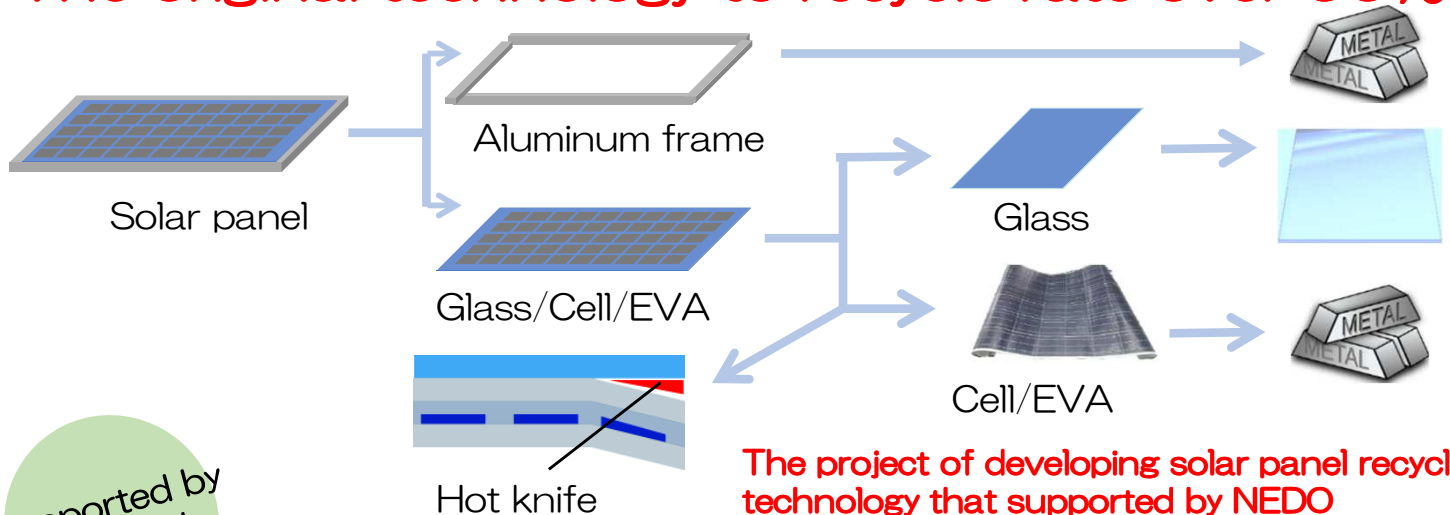 METAL
METAL
Aluminum frame
Solar panel
Glass
Glass/Cell/EVA
METAL
METAL
Cell/EVA
Hot knife
The project of developing solar panel recycl
technology that supported by NEDO
by